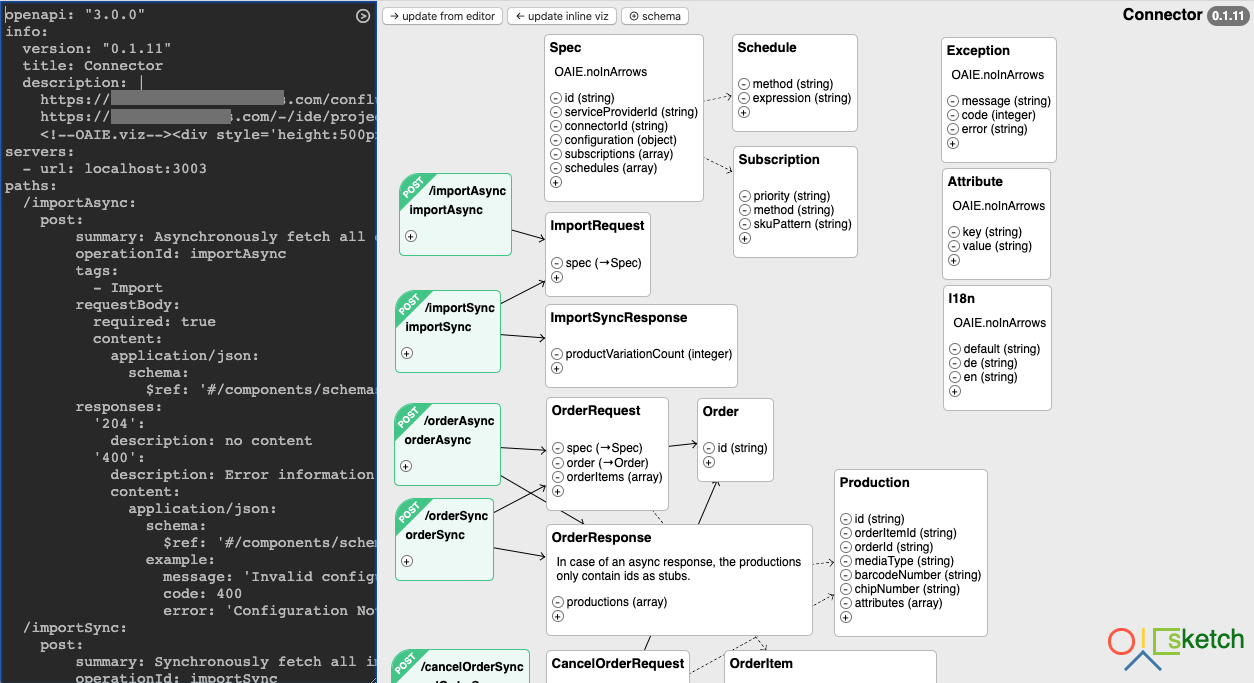 openapi: "3.0.0"
info:
version: "0.1.11"
title: Connector
description: |
https:// .com/confl
https:// .com/-/ide/proje
<!--OAIE.viz--><div style='height:500p
servers:
- url: localhost:3003
paths:
/importAsync:
post:
summary: Asynchronously fetch all
operationId: importAsync
tags:
- Import
requestBody:
required: true
content:
application/json:
schema:
$ref: '#/components/schemas
responses:
'204':
description: no content
'400':
description: Error information
content:
application/json:
schema:
$ref: '#/components/schem
example:
message: 'Invalid config
code: 400
error: 'Configuration No
/importSync:
post:
summary: Synchronously fetch all i
operationId: importSync
→ update from editor
← update inline viz
⊙ schema
Connector 0.1.11
Spec
OAIE.noInArrows
id (string)
serviceProviderId (string)
connectorId (string)
configuration (object)
subscriptions (array)
schedules (array)
Schedule
method (string)
expression (string)
Subscription
priority (string)
method (string)
skuPattern (string)
Exception
OAIE.noInArrows
message (string)
code (integer)
error (string)
Attribute
OAIE.noInArrows
key (string)
value (string)
I18n
OAIE.noInArrows
default (string)
de (string)
en (string)
POST /importAsync
importAsync
ImportRequest
spec (→Spec)
POST /importSync
importSync
ImportSyncResponse
productVariationCount (integer)
POST /orderAsync
orderAsync
OrderRequest
spec (→Spec)
order (→Order)
orderItems (array)
Order
id (string)
POST /orderSync
orderSync
OrderResponse
In case of an async response, the productions
only contain ids as stubs.
productions (array)
Production
id (string)
orderItemId (string)
orderId (string)
mediaType (string)
barcodeNumber (string)
chipNumber (string)
attributes (array)
POST /cancelOrderSync
CancelOrderRequest
OrderItem
sketch